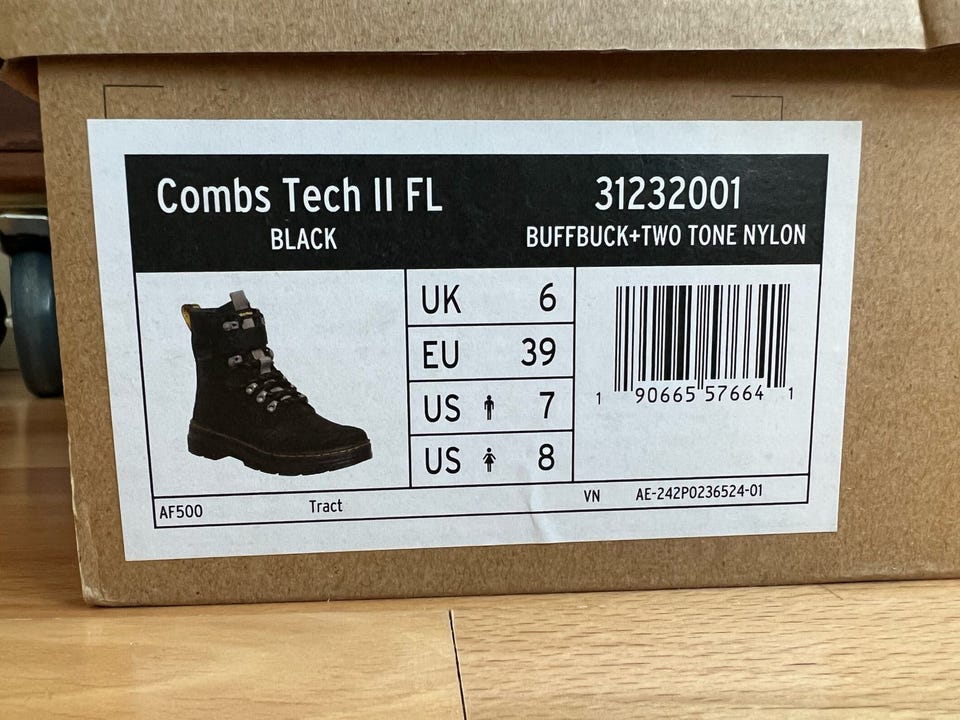 Combs Tech II FL
BLACK
31232001
BUFFBUCK+TWO TONE NYLON
UK 6
EU 39
US 7
US 8
1 90665 57664 1
AF500 Tract VN AE-242P0236524-01